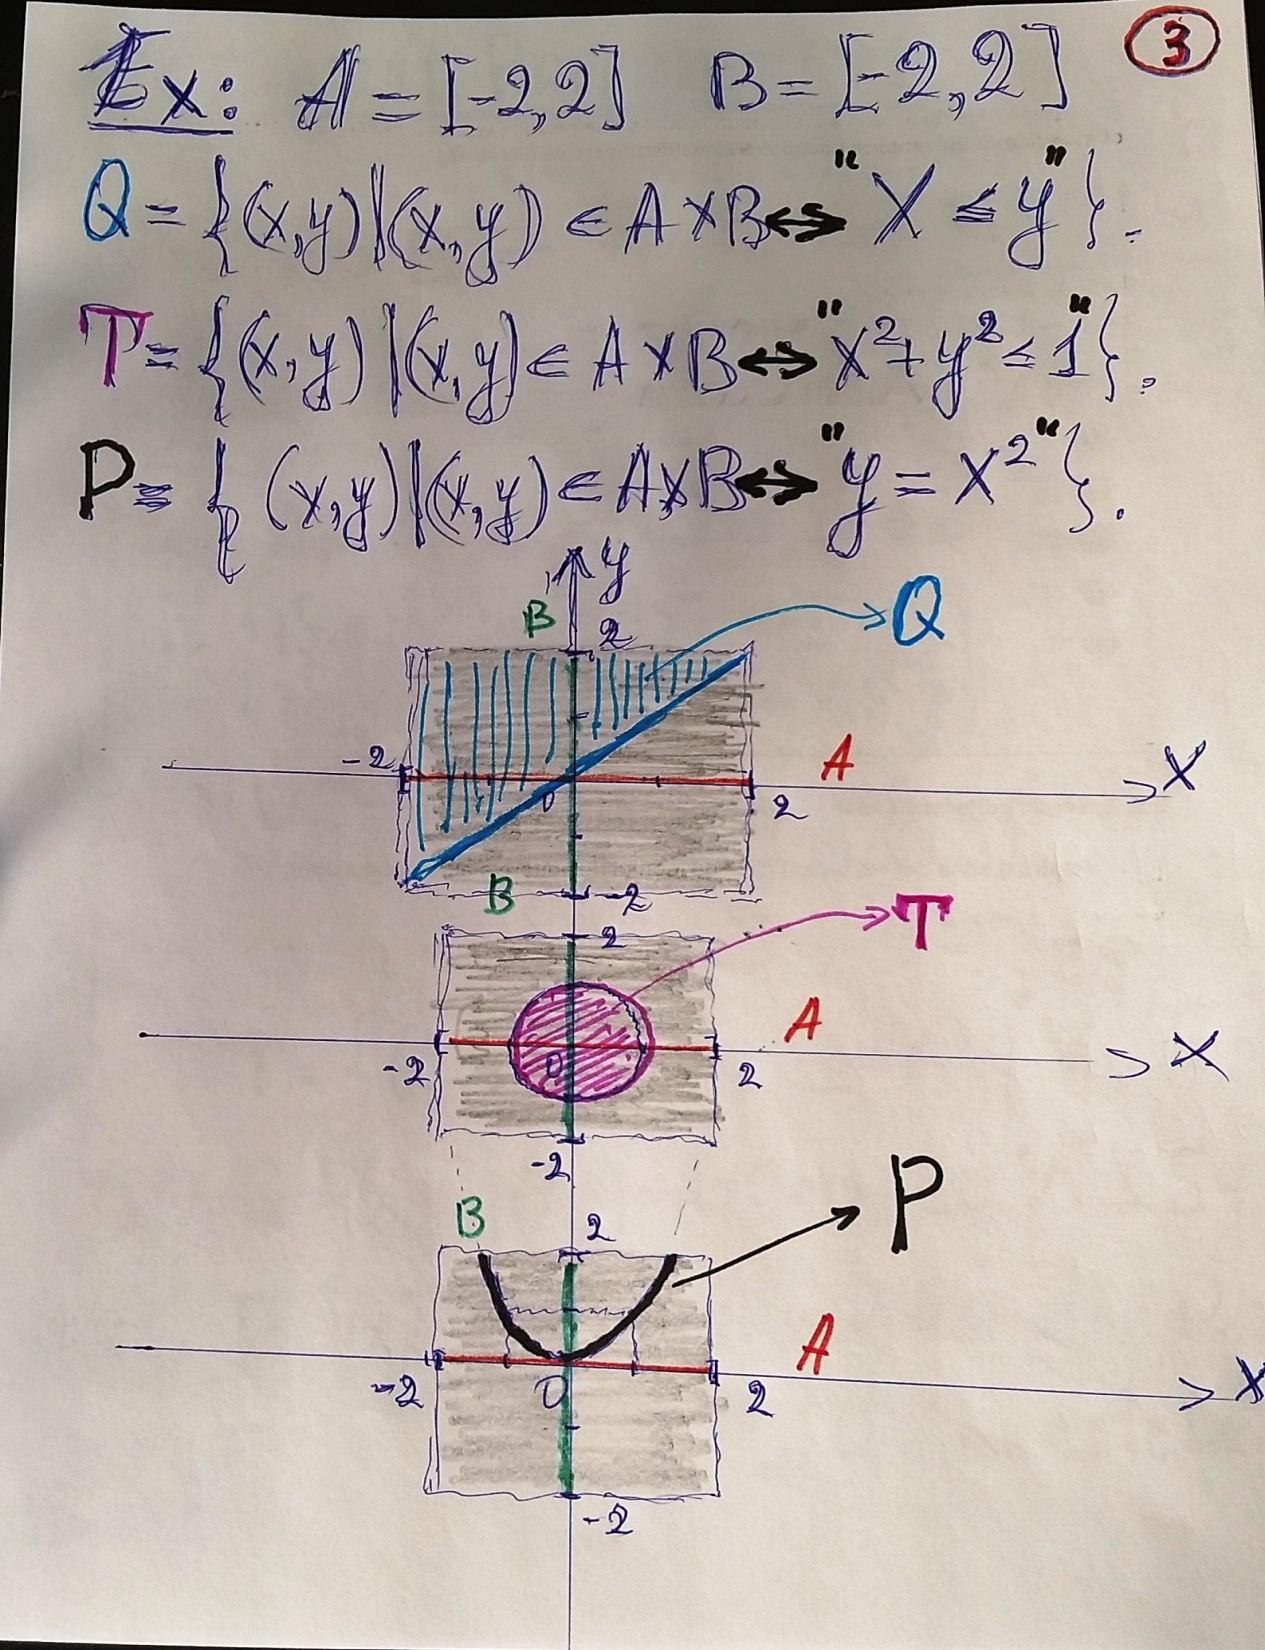 3
Ex: A = [-2,2] B = [-2,2]
Q = {(x,y)|(x,y) ∈ A×B ↔ "x ≤ y"}.
T = {(x,y)|(x,y) ∈ A×B ↔ "x²+y² ≤ 1"}.
P = {(x,y)|(x,y) ∈ A×B ↔ "y = x²"}.
y
B 2 Q
-2 A x
0 2
B -2
2 T
A
-2 0 2 x
-2
P
B 2
A
-2 0 2 x
-2